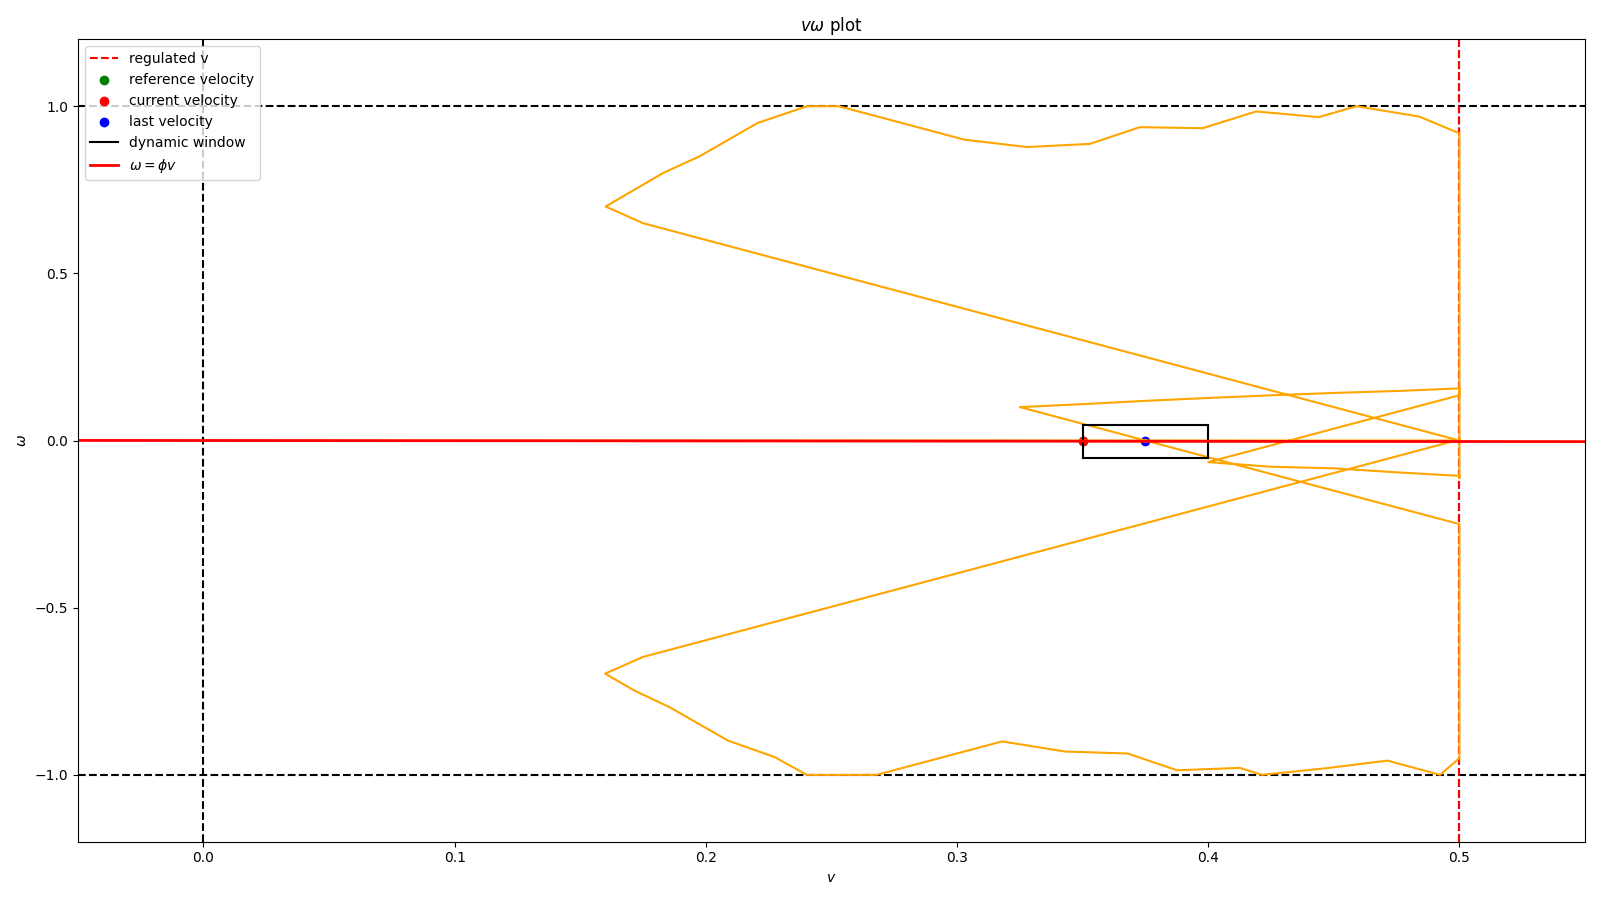 vω plot
regulated v
reference velocity
current velocity
last velocity
dynamic window
ω = ϕv
1.0
0.5
0.0
−0.5
−1.0
ω
0.0 0.1 0.2 0.3 0.4 0.5
v